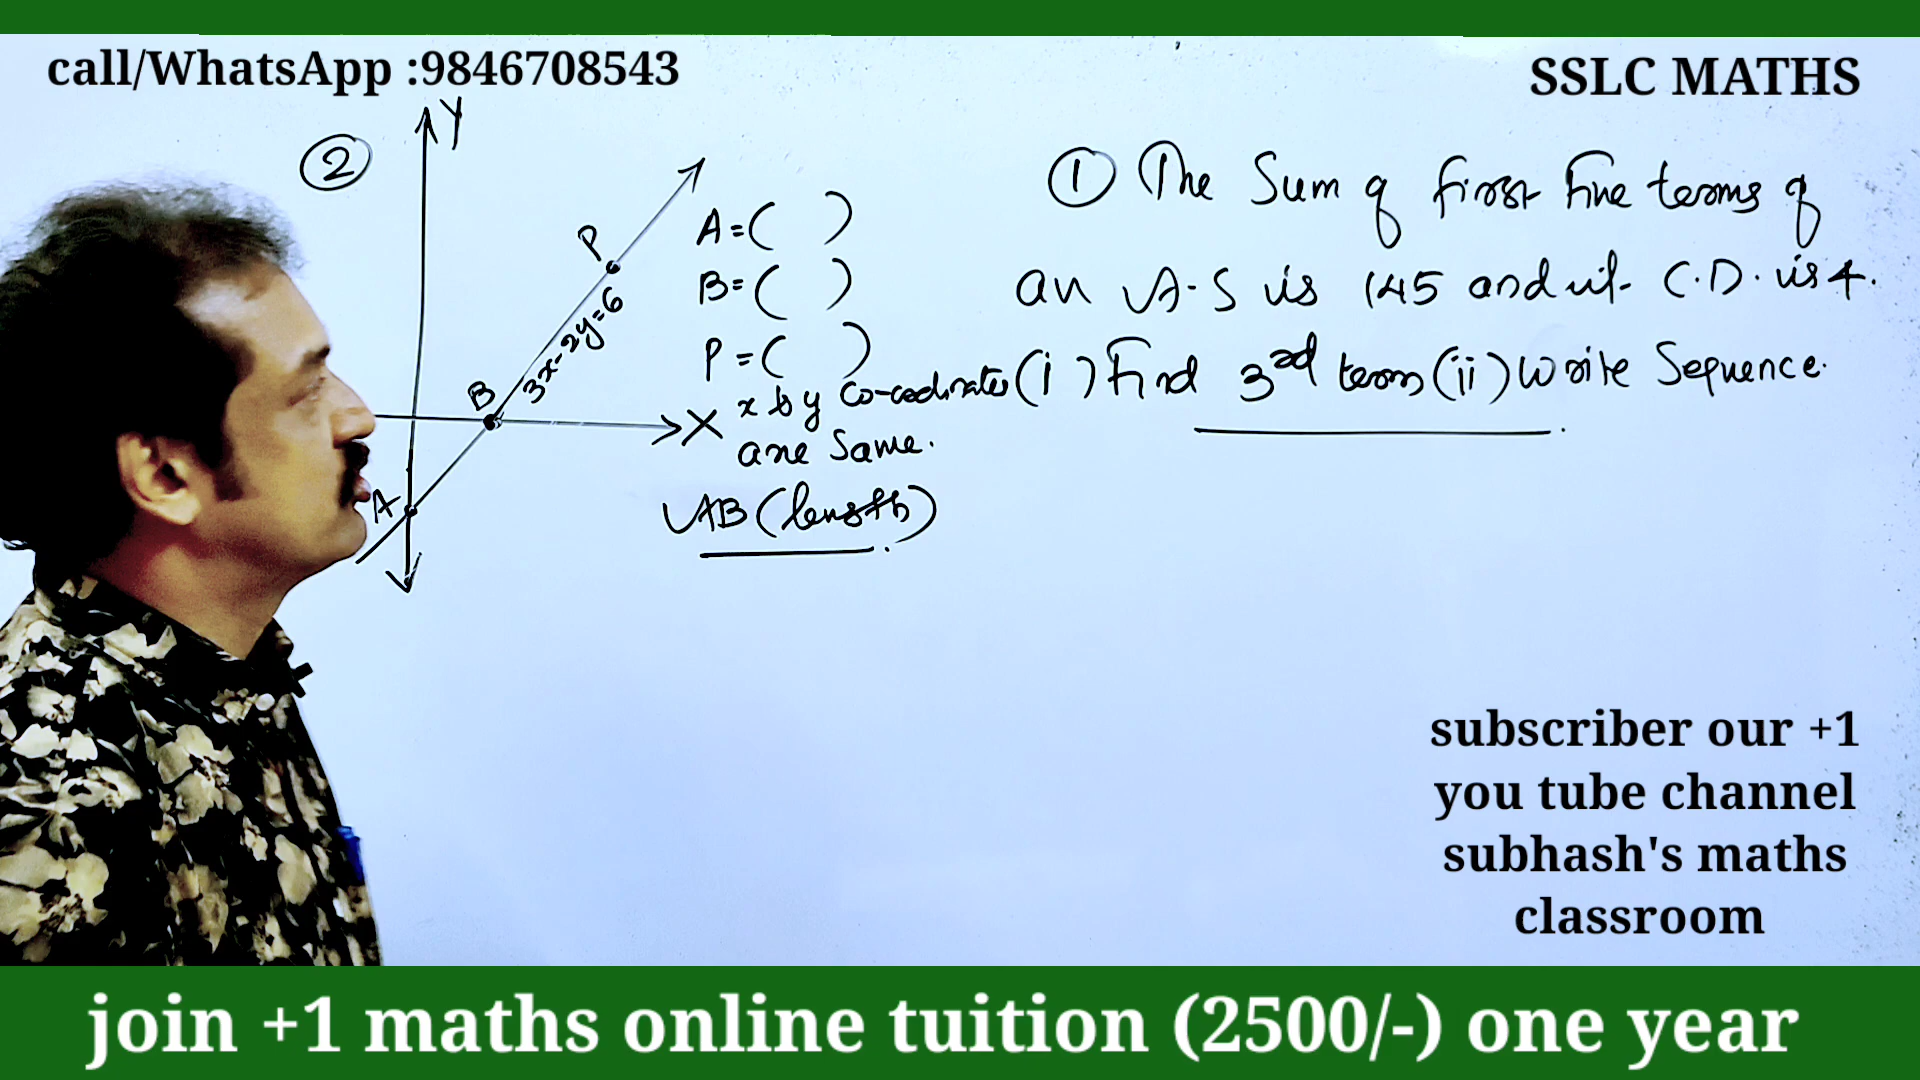 call/WhatsApp :9846708543
SSLC MATHS
② Y
P
3x-2y=6
B
X
A
A=( )
B=( )
P=( )
x & y co-ordinates
are Same.
AB (length)
① The Sum of first Five terms of
an A.S is 145 and it- C.D. is 4.
(i) Find 3rd term (ii) Write Sequence.
subscriber our +1
you tube channel
subhash's maths
classroom
join +1 maths online tuition (2500/-) one year